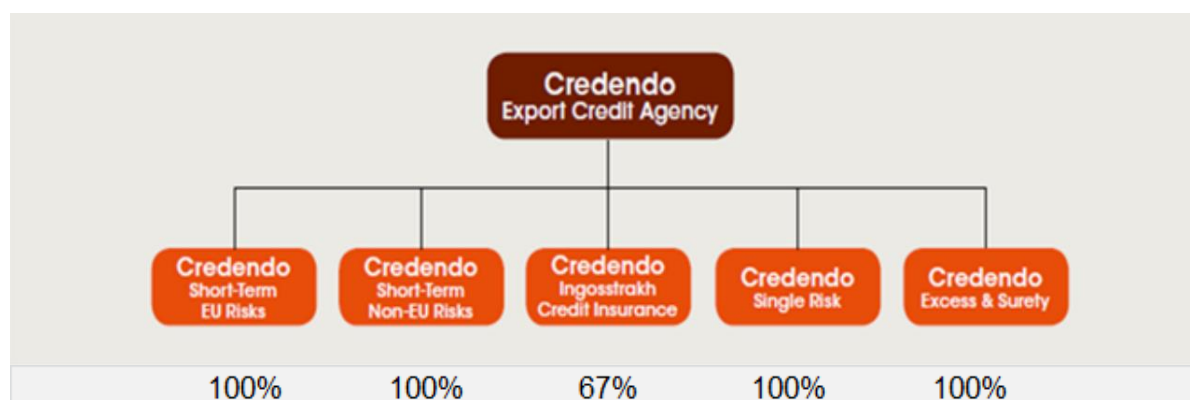 Credendo
Export Credit Agency
Credendo
Short-Term
EU Risks
Credendo
Short-Term
Non-EU Risks
Credendo
Ingosstrakh
Credit Insurance
Credendo
Single Risk
Credendo
Excess & Surety
100% 100% 67% 100% 100%